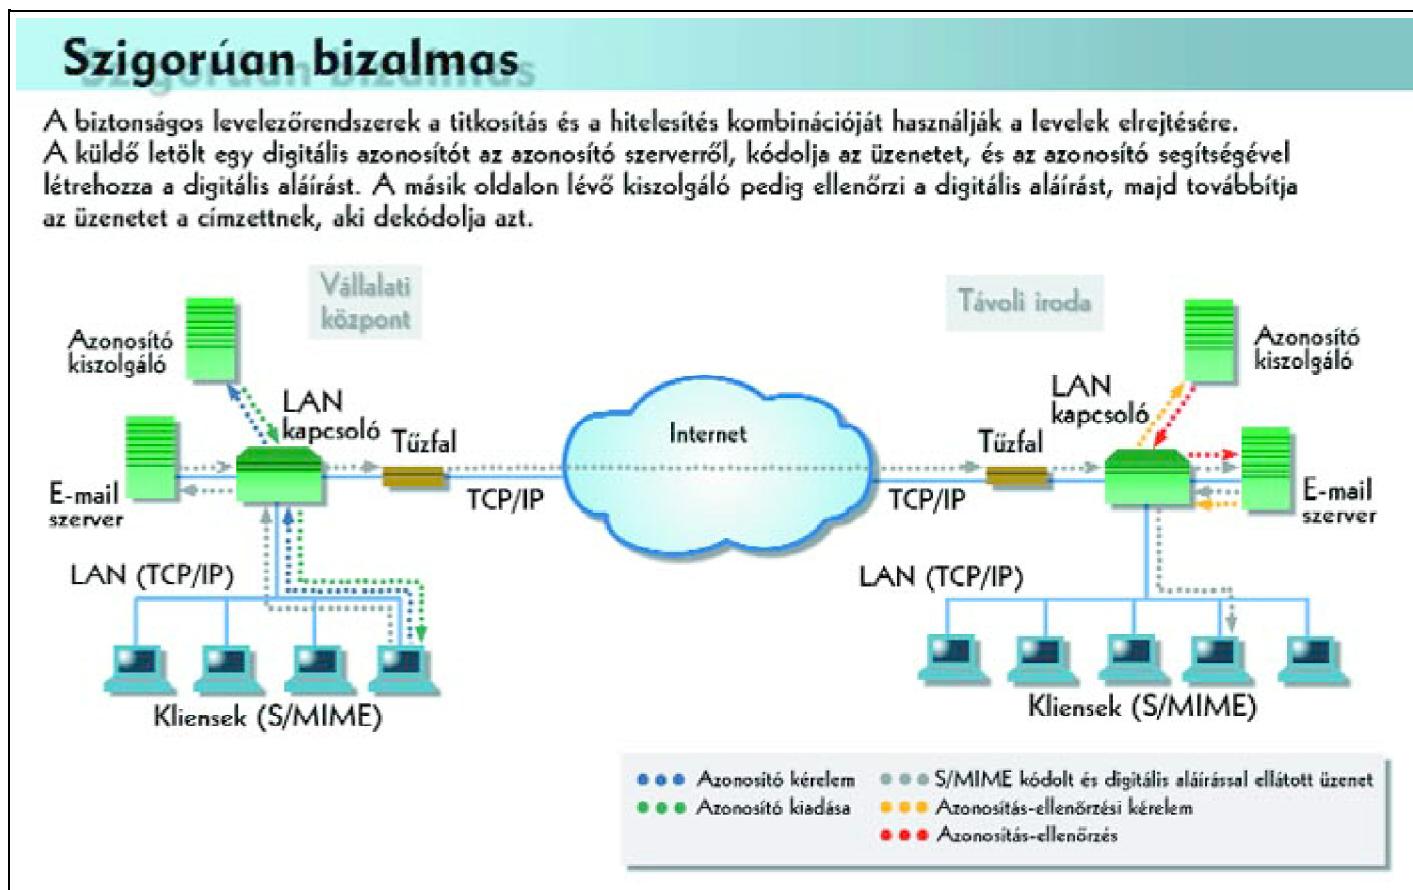 Szigorúan bizalmas
A biztonságos levelezőrendszerek a titkosítás és a hitelesítés kombinációját használják a levelek elrejtésére.
A küldő letölt egy digitális azonosítót az azonosító szerverről, kódolja az üzenetet, és az azonosító segítségével
létrehozza a digitális aláírást. A másik oldalon lévő kiszolgáló pedig ellenőrzi a digitális aláírást, majd továbbítja
az üzenetet a címzettnek, aki dekódolja azt.
Vállalati
központ
Azonosító
kiszolgáló
LAN
kapcsoló
Tűzfal
E-mail
szerver
TCP/IP
LAN (TCP/IP)
Kliensek (S/MIME)
Internet
Távoli iroda
Azonosító
kiszolgáló
LAN
kapcsoló
Tűzfal
TCP/IP
E-mail
szerver
LAN (TCP/IP)
Kliensek (S/MIME)
Azonosító kérelem
Azonosító kiadása
S/MIME kódolt és digitális aláírással ellátott üzenet
Azonosítás-ellenőrzési kérelem
Azonosítás-ellenőrzés